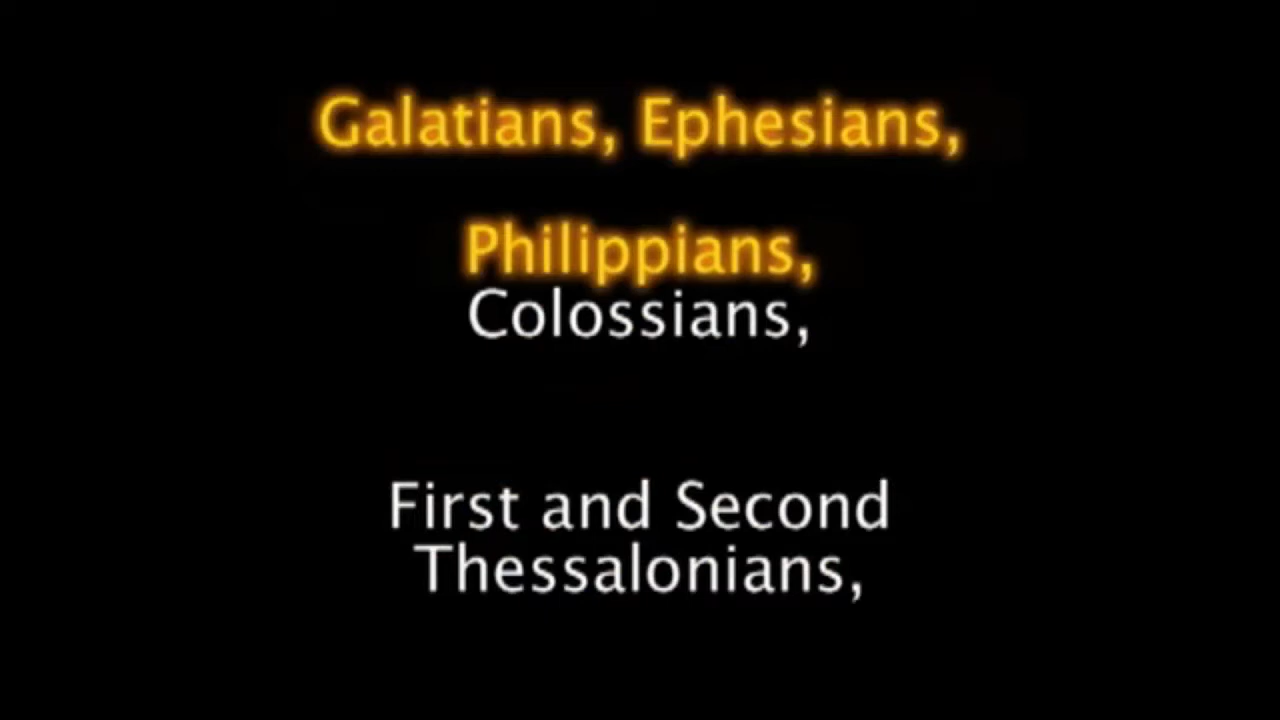 Galatians, Ephesians,
Philippians,
Colossians,
First and Second
Thessalonians,